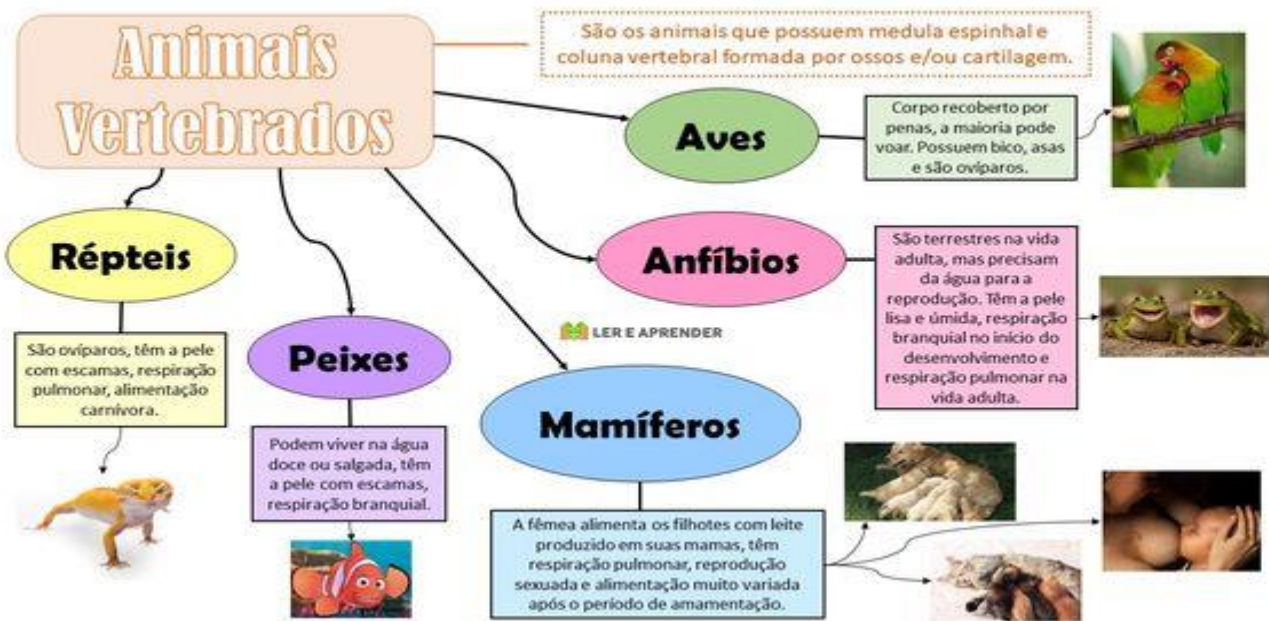 Animais
Vertebrados
São os animais que possuem medula espinhal e
coluna vertebral formada por ossos e/ou cartilagem.
Aves
Corpo recoberto por
penas, a maioria pode
voar. Possuem bico, asas
e são ovíparos.
Anfíbios
São terrestres na vida
adulta, mas precisam
da água para a
reprodução. Têm a pele
lisa e úmida, respiração
branquial no início do
desenvolvimento e
respiração pulmonar na
vida adulta.
Répteis
São ovíparos, têm a pele
com escamas, respiração
pulmonar, alimentação
carnívora.
Peixes
Podem viver na água
doce ou salgada, têm
a pele com escamas,
respiração branquial.
LER E APRENDER
Mamíferos
A fêmea alimenta os filhotes com leite
produzido em suas mamas, têm
respiração pulmonar, reprodução
sexuada e alimentação muito variada
após o período de amamentação.